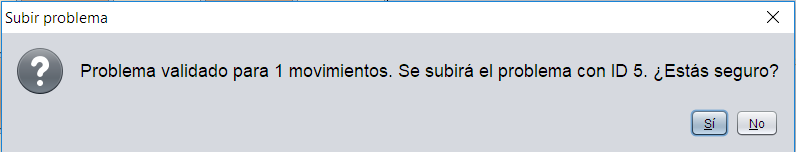 Subir problema
Problema validado para 1 movimientos. Se subirá el problema con ID 5. ¿Estás seguro?
Sí No